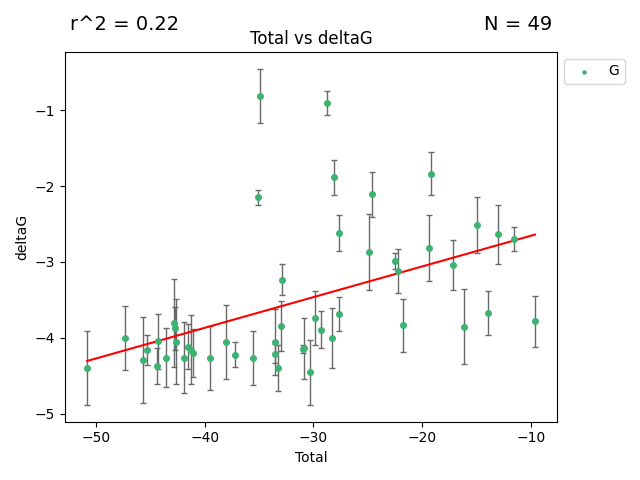 r^2 = 0.22
N = 49
Total vs deltaG
G
−1
−2
−3
−4
−5
deltaG
−50
−40
−30
−20
−10
Total